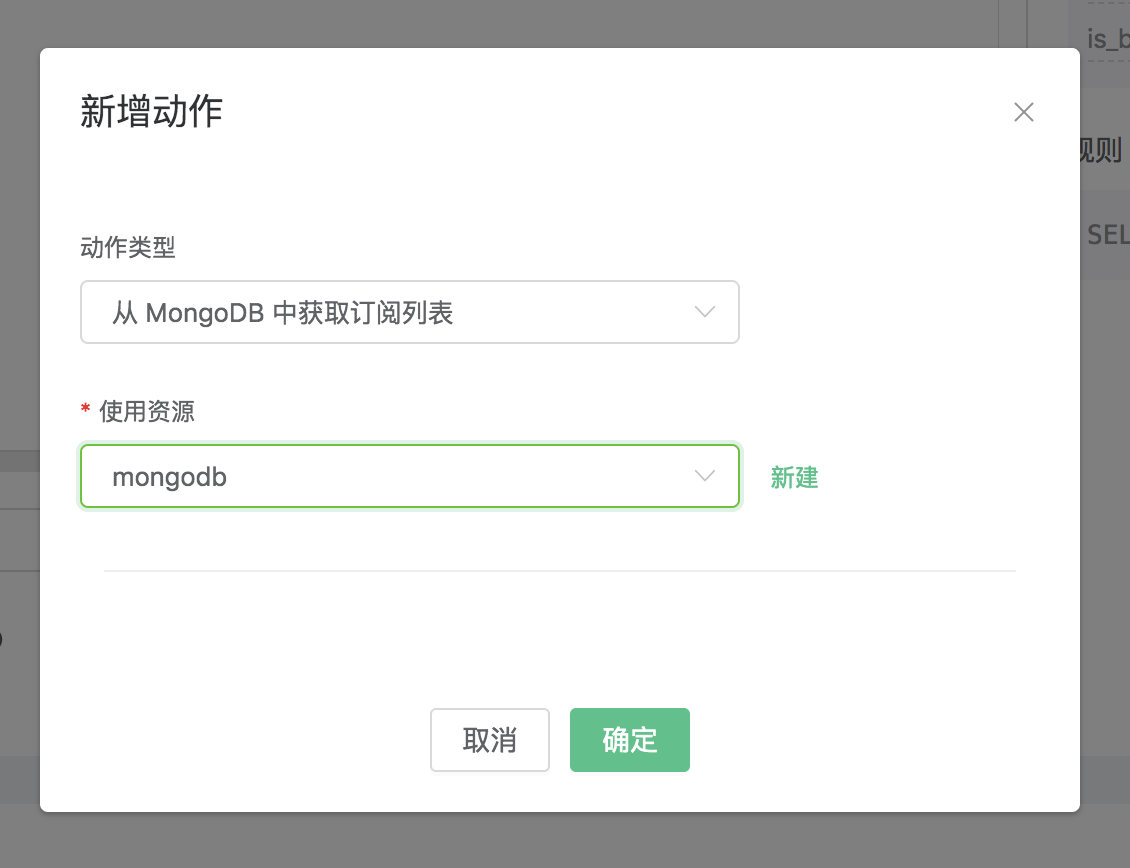 新增动作
动作类型
从 MongoDB 中获取订阅列表
* 使用资源
mongodb
新建
取消
确定
is_b
规则
SEL